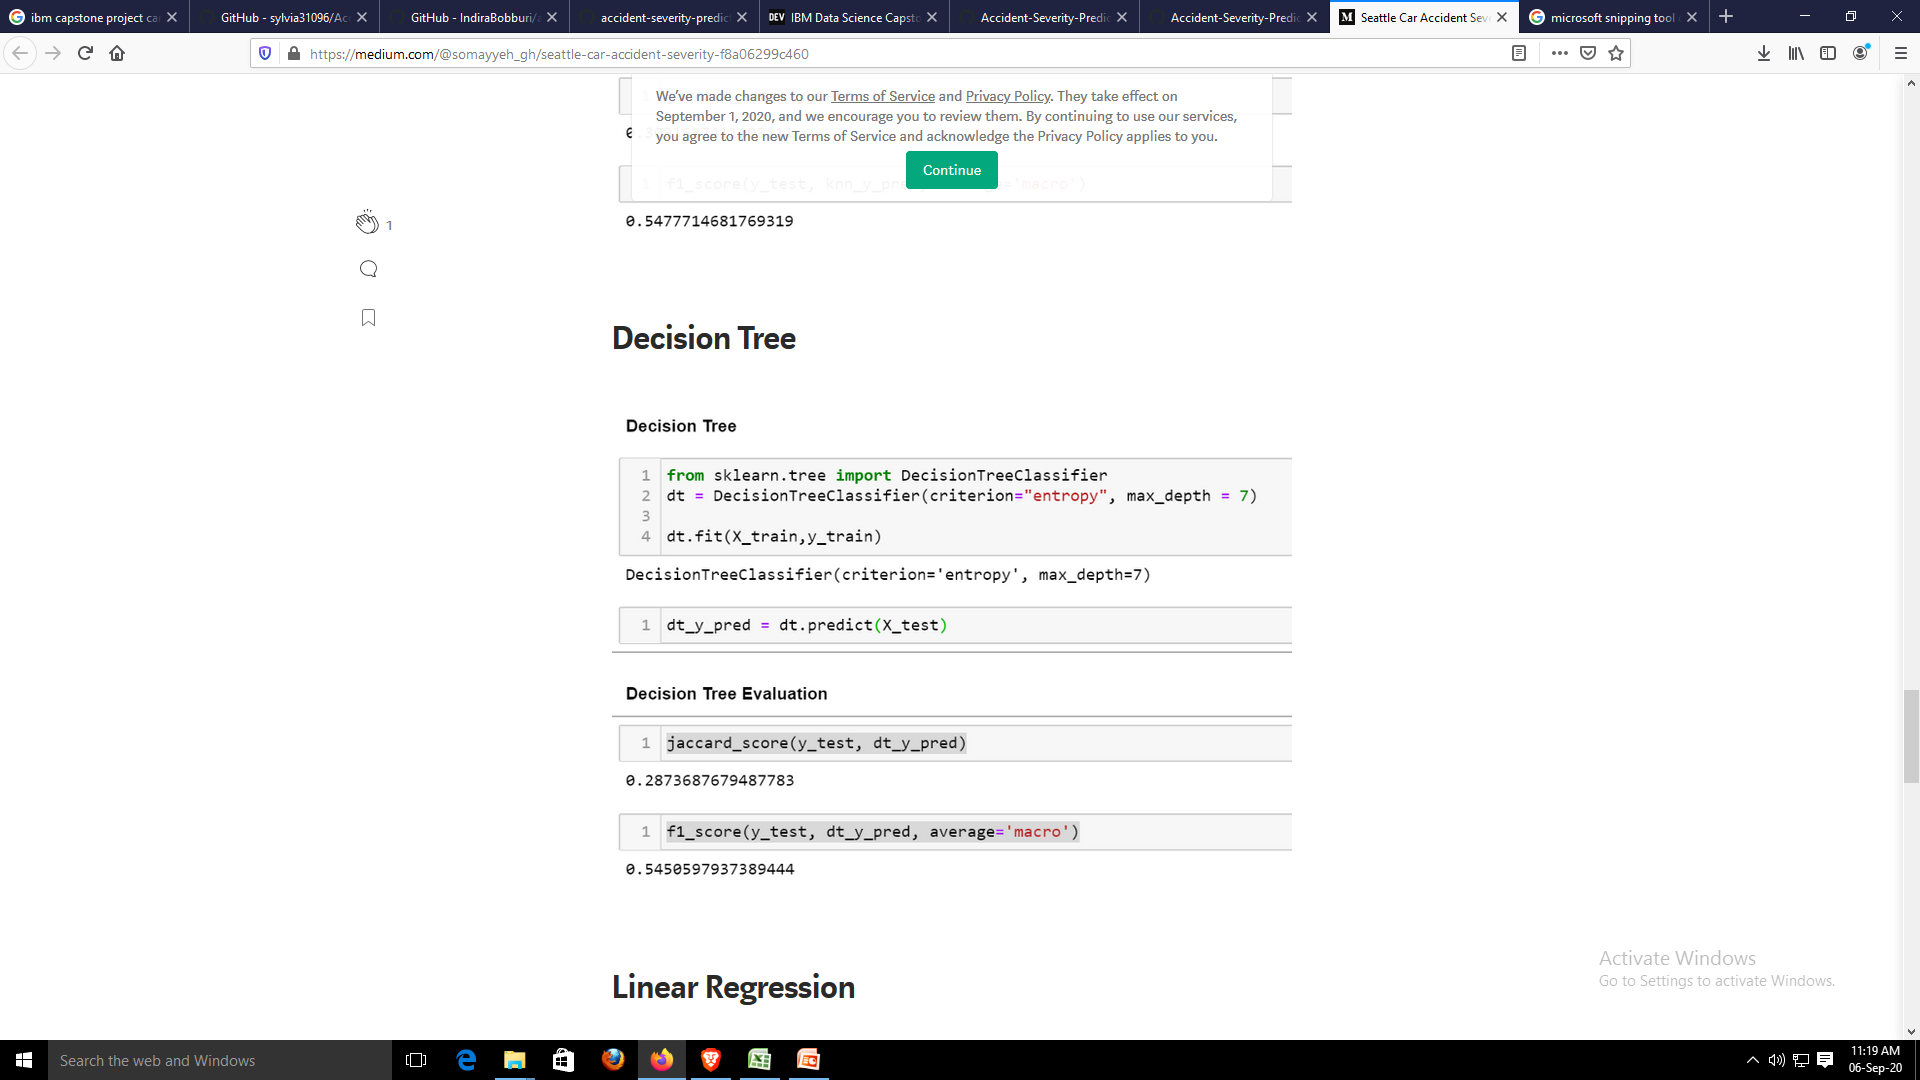 ibm capstone project ca
GitHub - sylvia31096/Ac
GitHub - IndiraBobburi/a
accident-severity-predict
DEV IBM Data Science Capsto
Accident-Severity-Predic
Accident-Severity-Predic
M Seattle Car Accident Seve
microsoft snipping tool
https://medium.com/@somayyeh_gh/seattle-car-accident-severity-f8a06299c460
We've made changes to our Terms of Service and Privacy Policy. They take effect on
September 1, 2020, and we encourage you to review them. By continuing to use our services,
you agree to the new Terms of Service and acknowledge the Privacy Policy applies to you.
Continue
f1_score(y_test, knn_y_pr 'macro')
0.5477714681769319
1
Decision Tree
Decision Tree
1 from sklearn.tree import DecisionTreeClassifier
2 dt = DecisionTreeClassifier(criterion="entropy", max_depth = 7)
3
4 dt.fit(X_train,y_train)
DecisionTreeClassifier(criterion='entropy', max_depth=7)
1 dt_y_pred = dt.predict(X_test)
Decision Tree Evaluation
1 jaccard_score(y_test, dt_y_pred)
0.2873687679487783
1 f1_score(y_test, dt_y_pred, average='macro')
0.5450597937389444
Linear Regression
Activate Windows
Go to Settings to activate Windows.
Search the web and Windows
11:19 AM
06-Sep-20